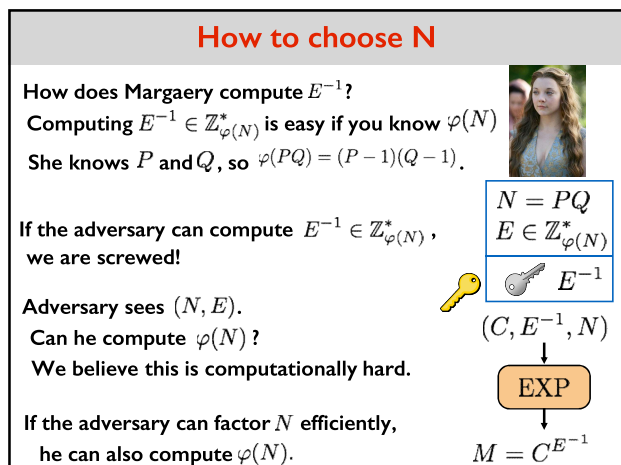 How to choose N
How does Margaery compute E⁻¹?
Computing E⁻¹ ∈ ℤ*_φ(N) is easy if you know φ(N)
She knows P and Q, so φ(PQ) = (P − 1)(Q − 1).
If the adversary can compute E⁻¹ ∈ ℤ*_φ(N) ,
we are screwed!
Adversary sees (N, E).
Can he compute φ(N) ?
We believe this is computationally hard.
If the adversary can factor N efficiently,
he can also compute φ(N).
N = PQ
E ∈ ℤ*_φ(N)
E⁻¹
(C, E⁻¹, N)
EXP
M = C^{E⁻¹}